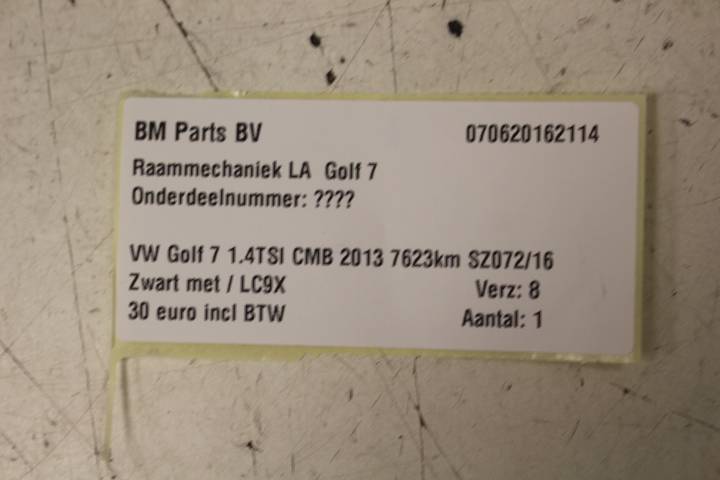 BM Parts BV 070620162114
Raammechaniek LA Golf 7
Onderdeelnummer: ????
VW Golf 7 1.4TSI CMB 2013 7623km SZ072/16
Zwart met / LC9X Verz: 8
30 euro incl BTW Aantal: 1